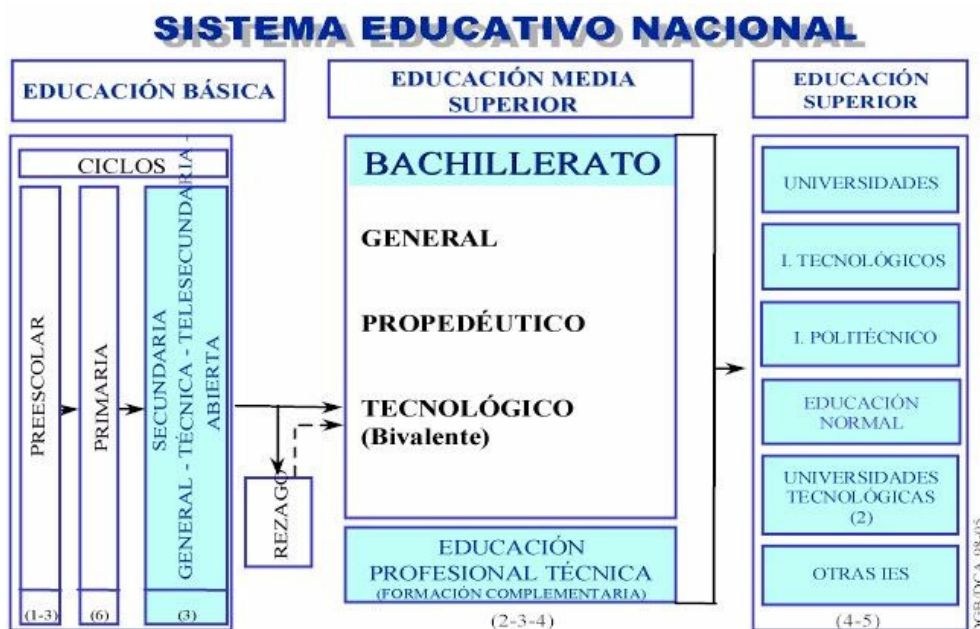 SISTEMA EDUCATIVO NACIONAL
EDUCACIÓN BÁSICA
CICLOS
PREESCOLAR
(1-3)
PRIMARIA
(6)
SECUNDARIA
GENERAL - TÉCNICA - TELESECUNDARIA -
ABIERTA
(3)
REZAGO
EDUCACIÓN MEDIA
SUPERIOR
BACHILLERATO
GENERAL
PROPEDÉUTICO
TECNOLÓGICO
(Bivalente)
EDUCACIÓN
PROFESIONAL TÉCNICA
(FORMACIÓN COMPLEMENTARIA)
(2-3-4)
EDUCACIÓN
SUPERIOR
UNIVERSIDADES
I. TECNOLÓGICOS
I. POLITÉCNICO
EDUCACIÓN
NORMAL
UNIVERSIDADES
TECNOLÓGICAS
(2)
OTRAS IES
(4-5)